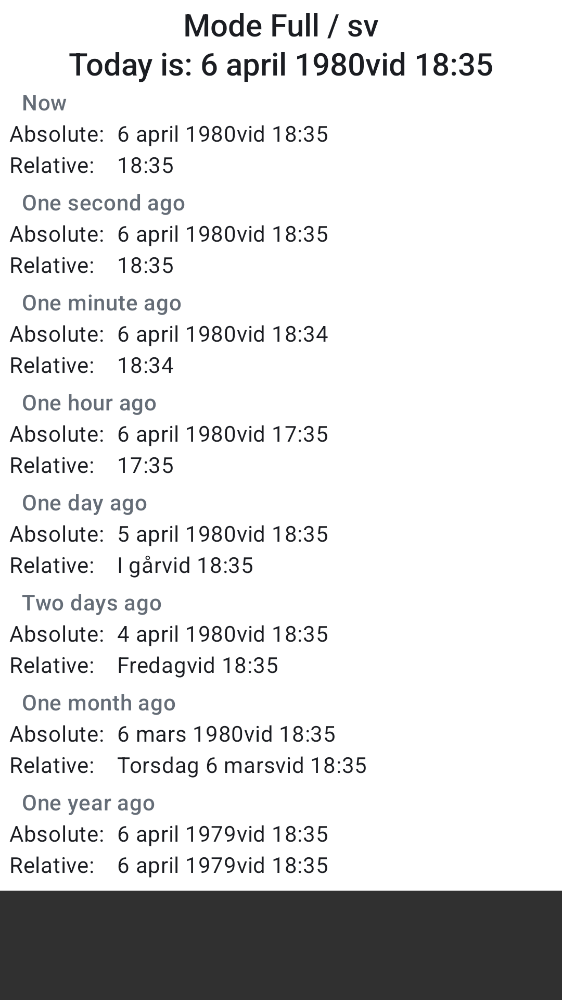 Mode Full / sv
Today is: 6 april 1980vid 18:35
Now
Absolute: 6 april 1980vid 18:35
Relative: 18:35
One second ago
Absolute: 6 april 1980vid 18:35
Relative: 18:35
One minute ago
Absolute: 6 april 1980vid 18:34
Relative: 18:34
One hour ago
Absolute: 6 april 1980vid 17:35
Relative: 17:35
One day ago
Absolute: 5 april 1980vid 18:35
Relative: I gårvid 18:35
Two days ago
Absolute: 4 april 1980vid 18:35
Relative: Fredagvid 18:35
One month ago
Absolute: 6 mars 1980vid 18:35
Relative: Torsdag 6 marsvid 18:35
One year ago
Absolute: 6 april 1979vid 18:35
Relative: 6 april 1979vid 18:35